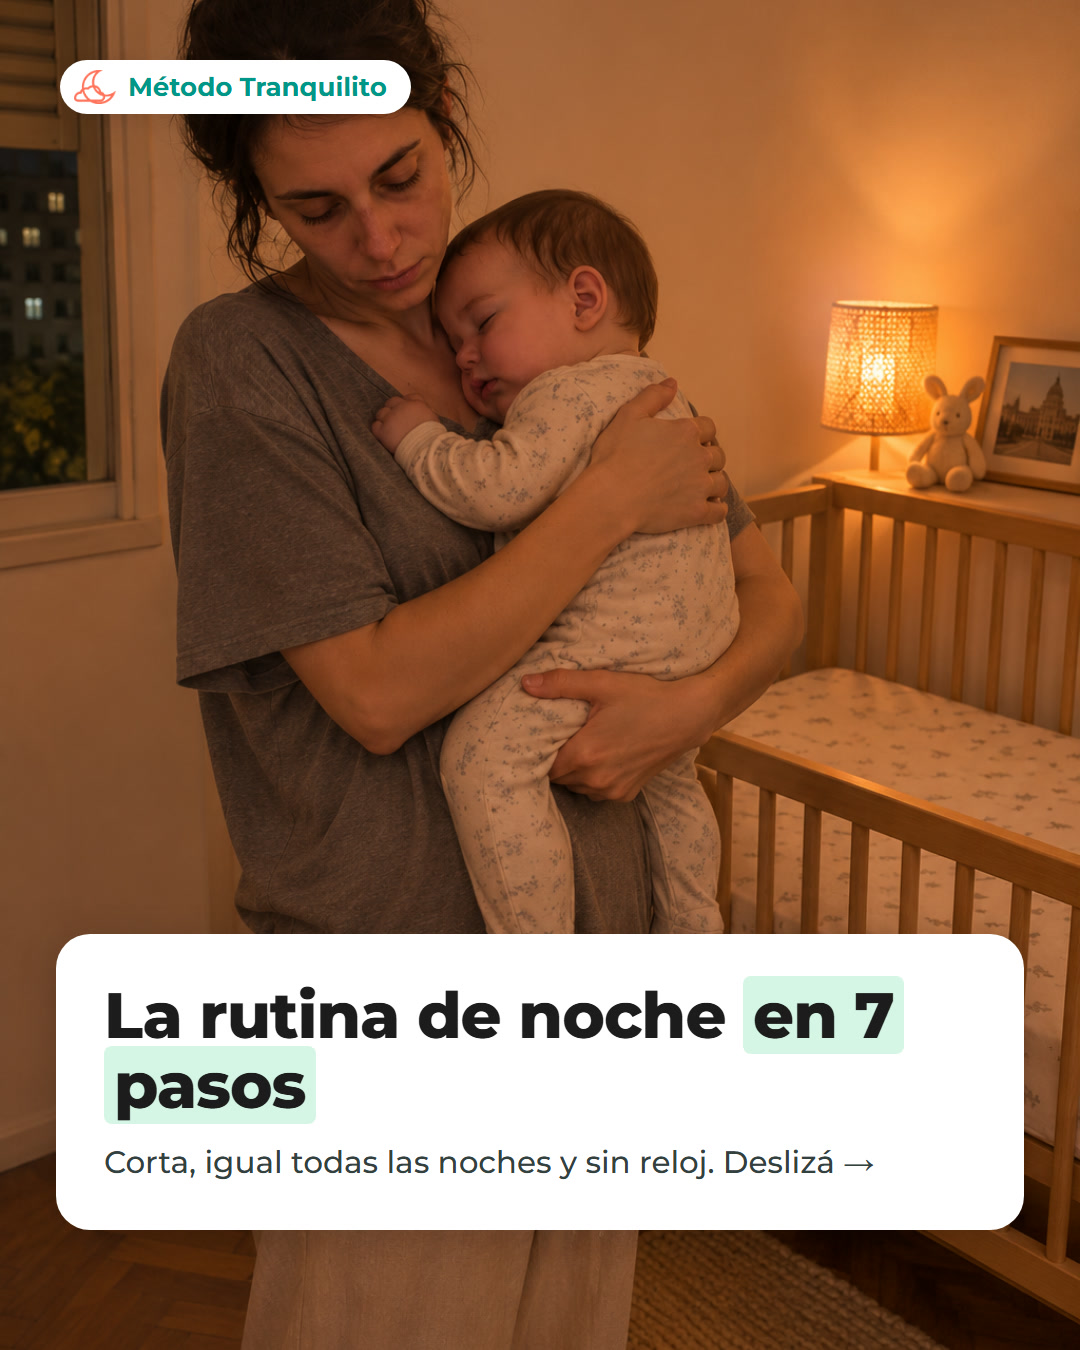 Método Tranquilito
La rutina de noche en 7
pasos
Corta, igual todas las noches y sin reloj. Deslizá →